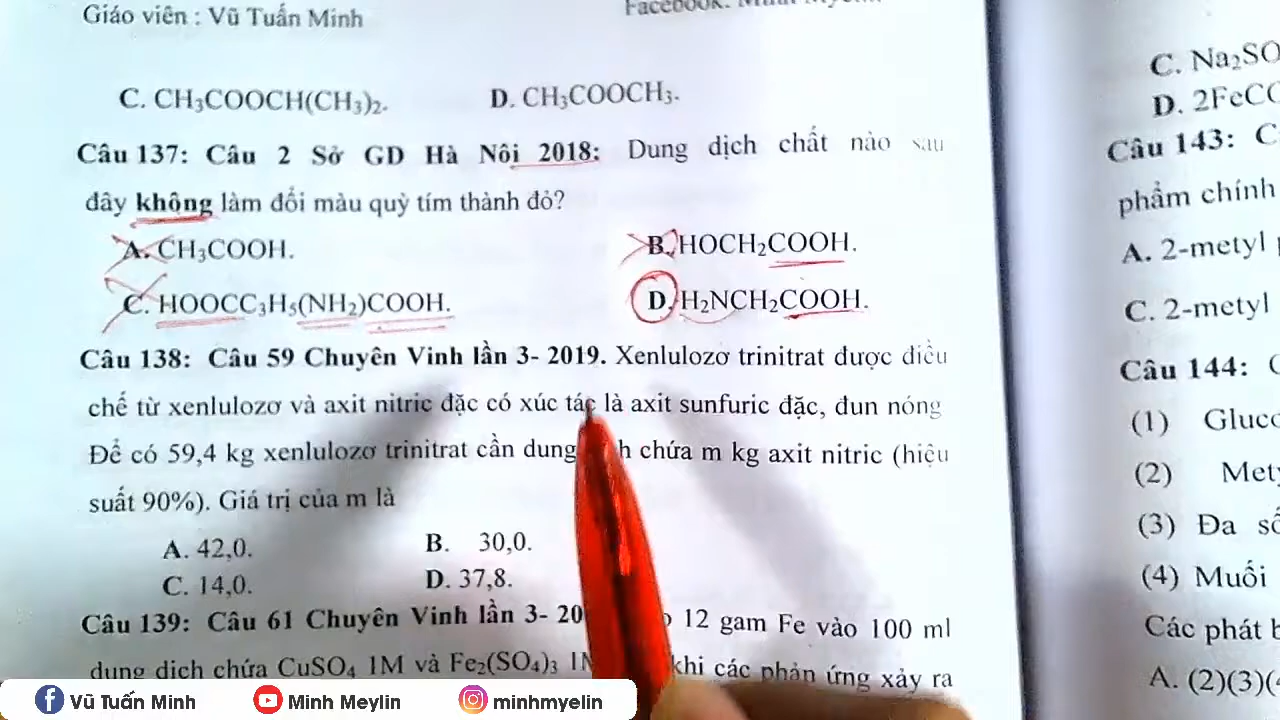 Giáo viên : Vũ Tuấn Minh
Facebook:
C. CH₃COOCH(CH₃)₂.
D. CH₃COOCH₃.
Câu 137: Câu 2 Sở GD Hà Nội 2018: Dung dịch chất nào sau
đây không làm đổi màu quỳ tím thành đỏ?
A. CH₃COOH.
B. HOCH₂COOH.
C. HOOCC₃H₅(NH₂)COOH.
D. H₂NCH₂COOH.
Câu 138: Câu 59 Chuyên Vinh lần 3- 2019. Xenlulozơ trinitrat được điều
chế từ xenlulozơ và axit nitric đặc có xúc tác là axit sunfuric đặc, đun nóng
Để có 59,4 kg xenlulozơ trinitrat cần dung h chứa m kg axit nitric (hiệu
suất 90%). Giá trị của m là
A. 42,0.
B. 30,0.
C. 14,0.
D. 37,8.
Câu 139: Câu 61 Chuyên Vinh lần 3- 20 12 gam Fe vào 100 ml
dung dịch chứa CuSO₄ 1M và Fe₂(SO₄)₃ khi các phản ứng xảy ra
C. Na₂SO
D. 2FeCO
Câu 143: C
phẩm chính
A. 2-metyl
C. 2-metyl
Câu 144:
(1) Gluco
(2) Mety
(3) Đa số
(4) Muối
Các phát b
A. (2)(3)(
Vũ Tuấn Minh
Minh Meylin
minhmyelin